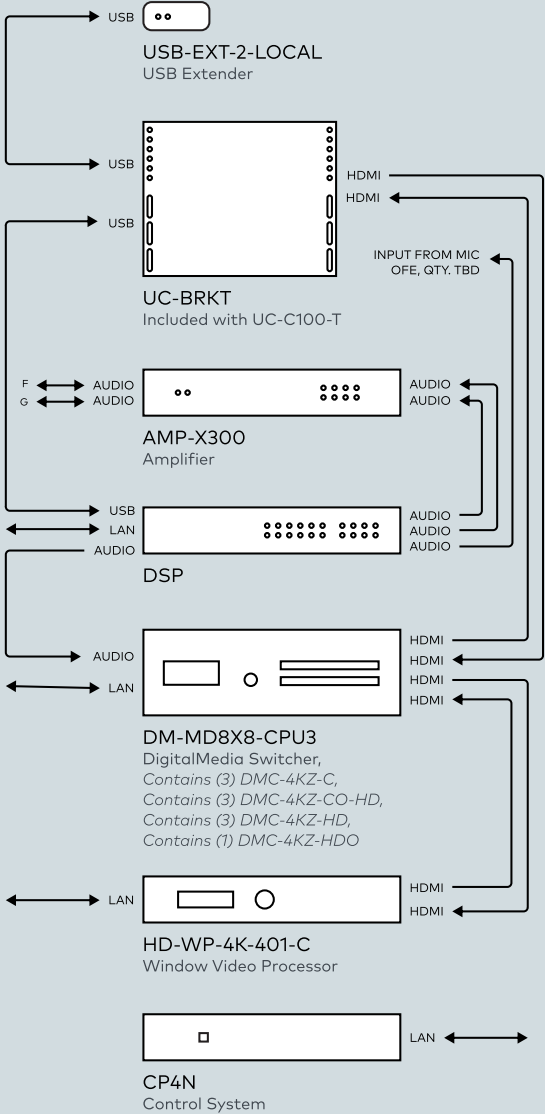 USB
USB-EXT-2-LOCAL
USB Extender
USB
HDMI
HDMI
USB
INPUT FROM MIC
OFE, QTY. TBD
UC-BRKT
Included with UC-C100-T
F
AUDIO
AUDIO
G
AUDIO
AUDIO
AMP-X300
Amplifier
USB
AUDIO
LAN
AUDIO
AUDIO
AUDIO
DSP
HDMI
AUDIO
HDMI
LAN
HDMI
HDMI
DM-MD8X8-CPU3
DigitalMedia Switcher,
Contains (3) DMC-4KZ-C,
Contains (3) DMC-4KZ-CO-HD,
Contains (3) DMC-4KZ-HD,
Contains (1) DMC-4KZ-HDO
HDMI
LAN
HDMI
HD-WP-4K-401-C
Window Video Processor
LAN
CP4N
Control System